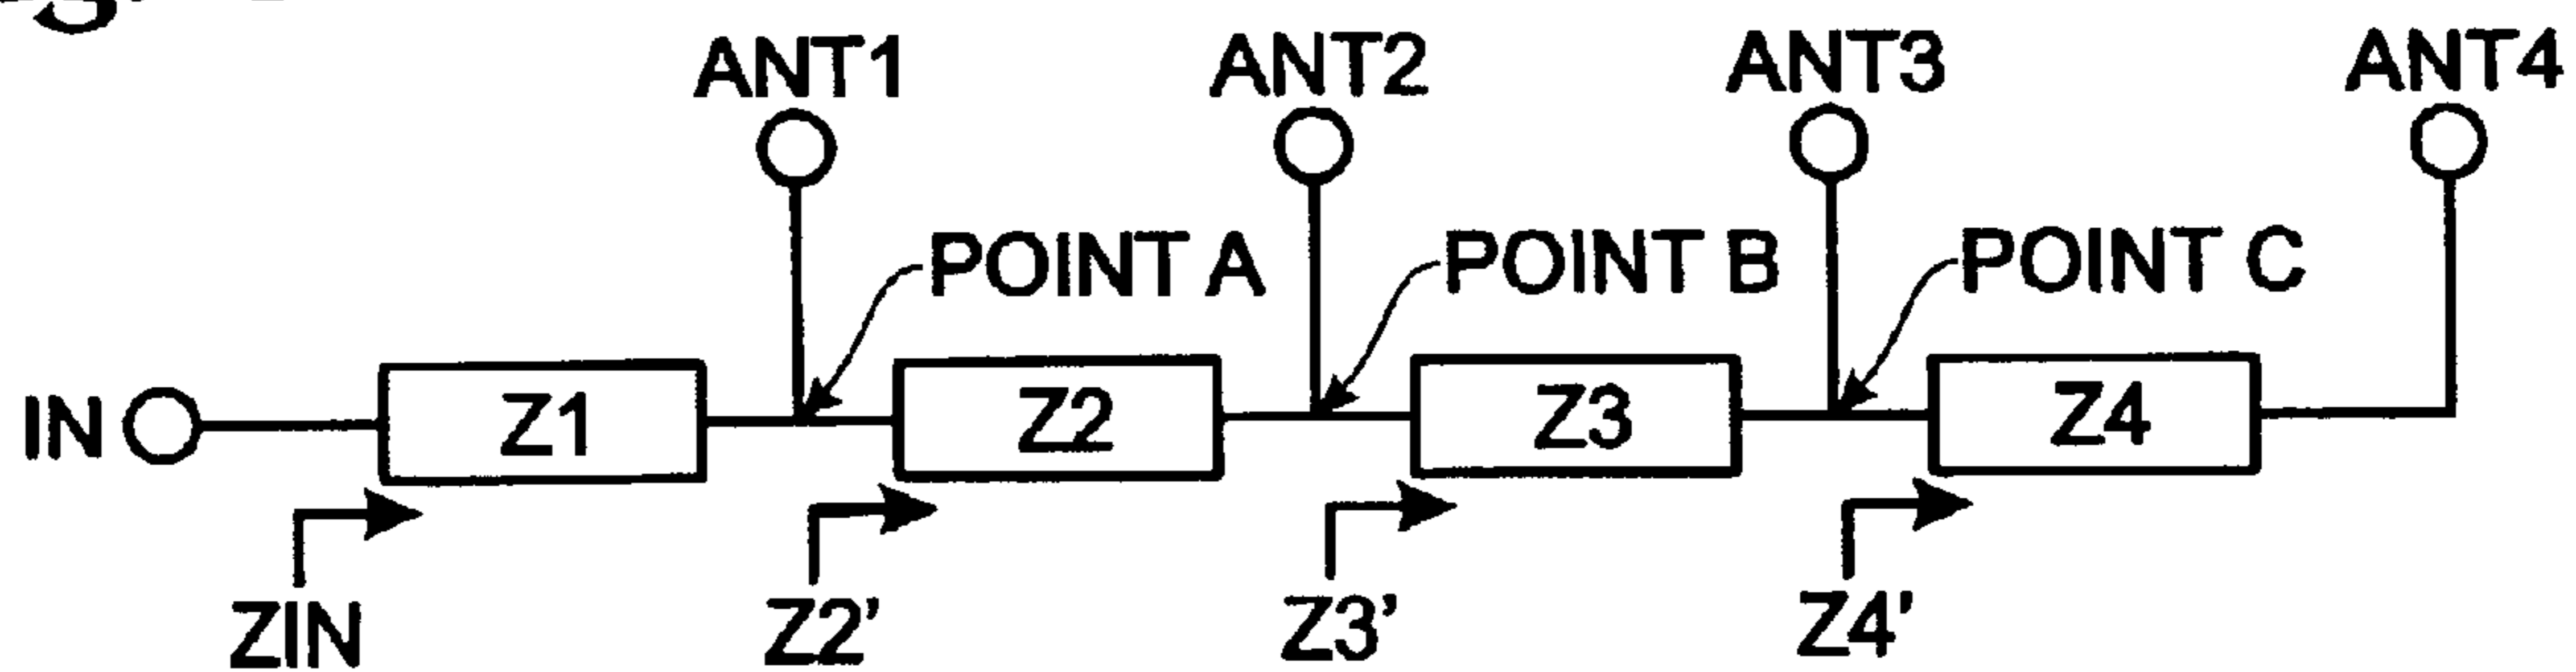 ANT1 ANT2 ANT3 ANT4
POINT A POINT B POINT C
IN Z1 Z2 Z3 Z4
ZIN Z2' Z3' Z4'